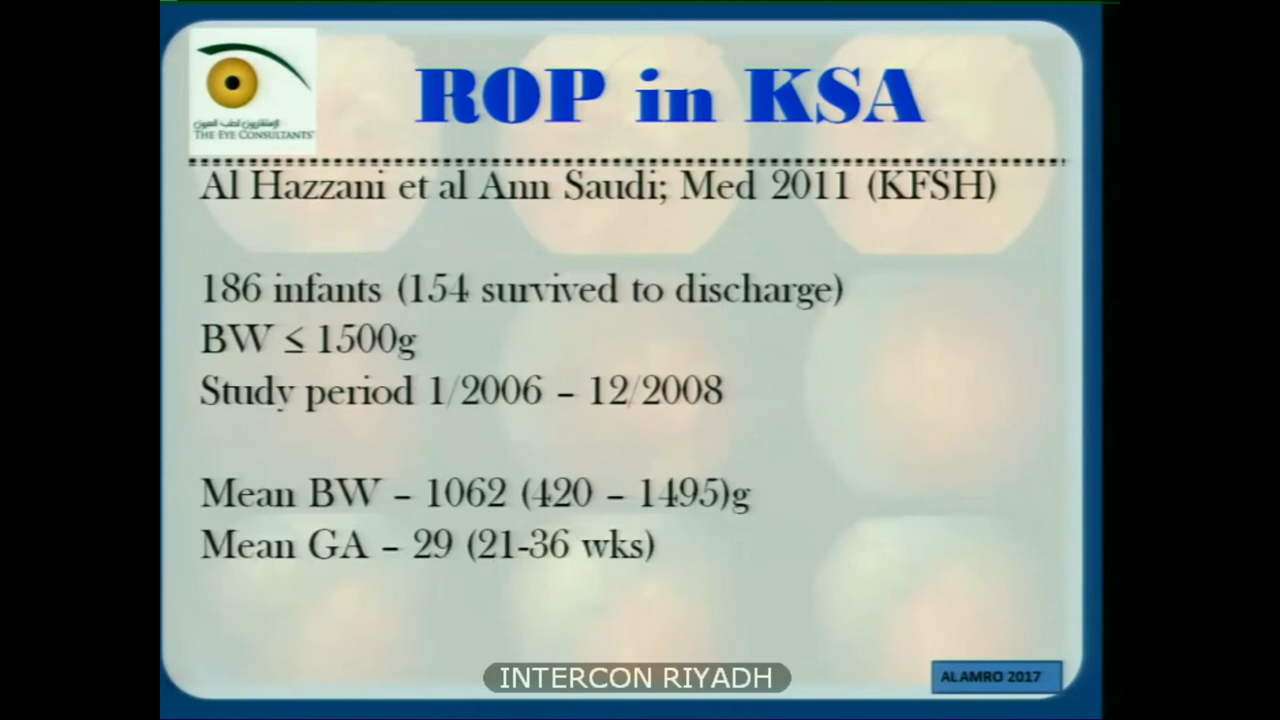 ROP in KSA
THE EYE CONSULTANTS
Al Hazzani et al Ann Saudi; Med 2011 (KFSH)
186 infants (154 survived to discharge)
BW ≤ 1500g
Study period 1/2006 – 12/2008
Mean BW – 1062 (420 – 1495)g
Mean GA – 29 (21-36 wks)
INTERCON RIYADH
ALAMRO 2017